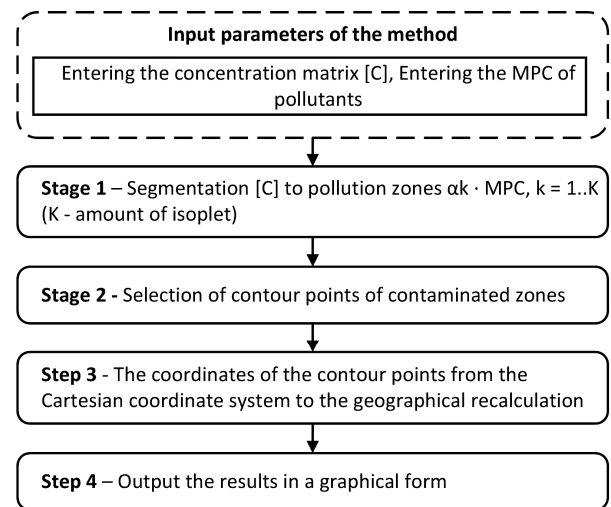 Input parameters of the method
Entering the concentration matrix [C], Entering the MPC of
pollutants
Stage 1 – Segmentation [C] to pollution zones αk · MPC, k = 1..K
(K - amount of isoplet)
Stage 2 - Selection of contour points of contaminated zones
Step 3 - The coordinates of the contour points from the
Cartesian coordinate system to the geographical recalculation
Step 4 – Output the results in a graphical form